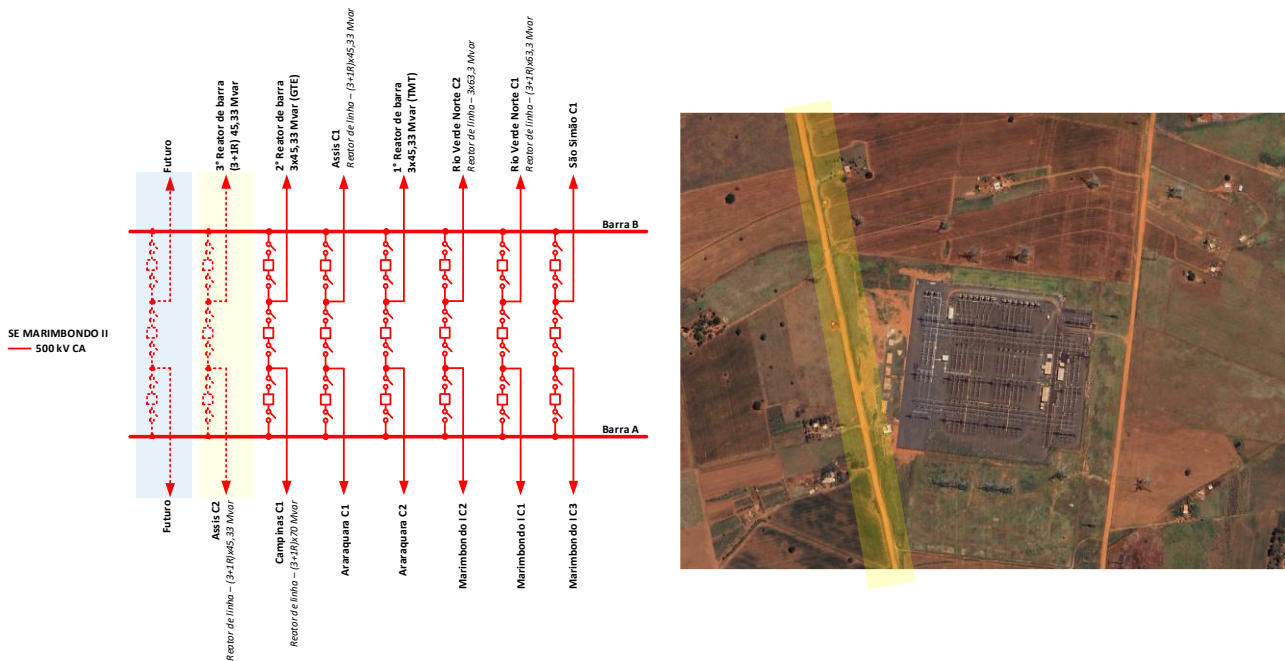 Futuro
3° Reator de barra
(3+1R) 45,33 Mvar
2° Reator de barra
3x45,33 Mvar (GTE)
Assis C1
Reator de linha – (3+1R)x45,33 Mvar
1° Reator de barra
3x45,33 Mvar (TMT)
Rio Verde Norte C2
Reator de linha – 3x63,3 Mvar
Rio Verde Norte C1
Reator de linha – (3+1R)x63,3 Mvar
São Simão C1
Barra B
SE MARIMBONDO II
500 kV CA
Barra A
Futuro
Assis C2
Reator de linha – (3+1R)x45,33 Mvar
Campinas C1
Reator de linha – (3+1R)x70 Mvar
Araraquara C1
Araraquara C2
Marimbondo I C2
Marimbondo I C1
Marimbondo I C3